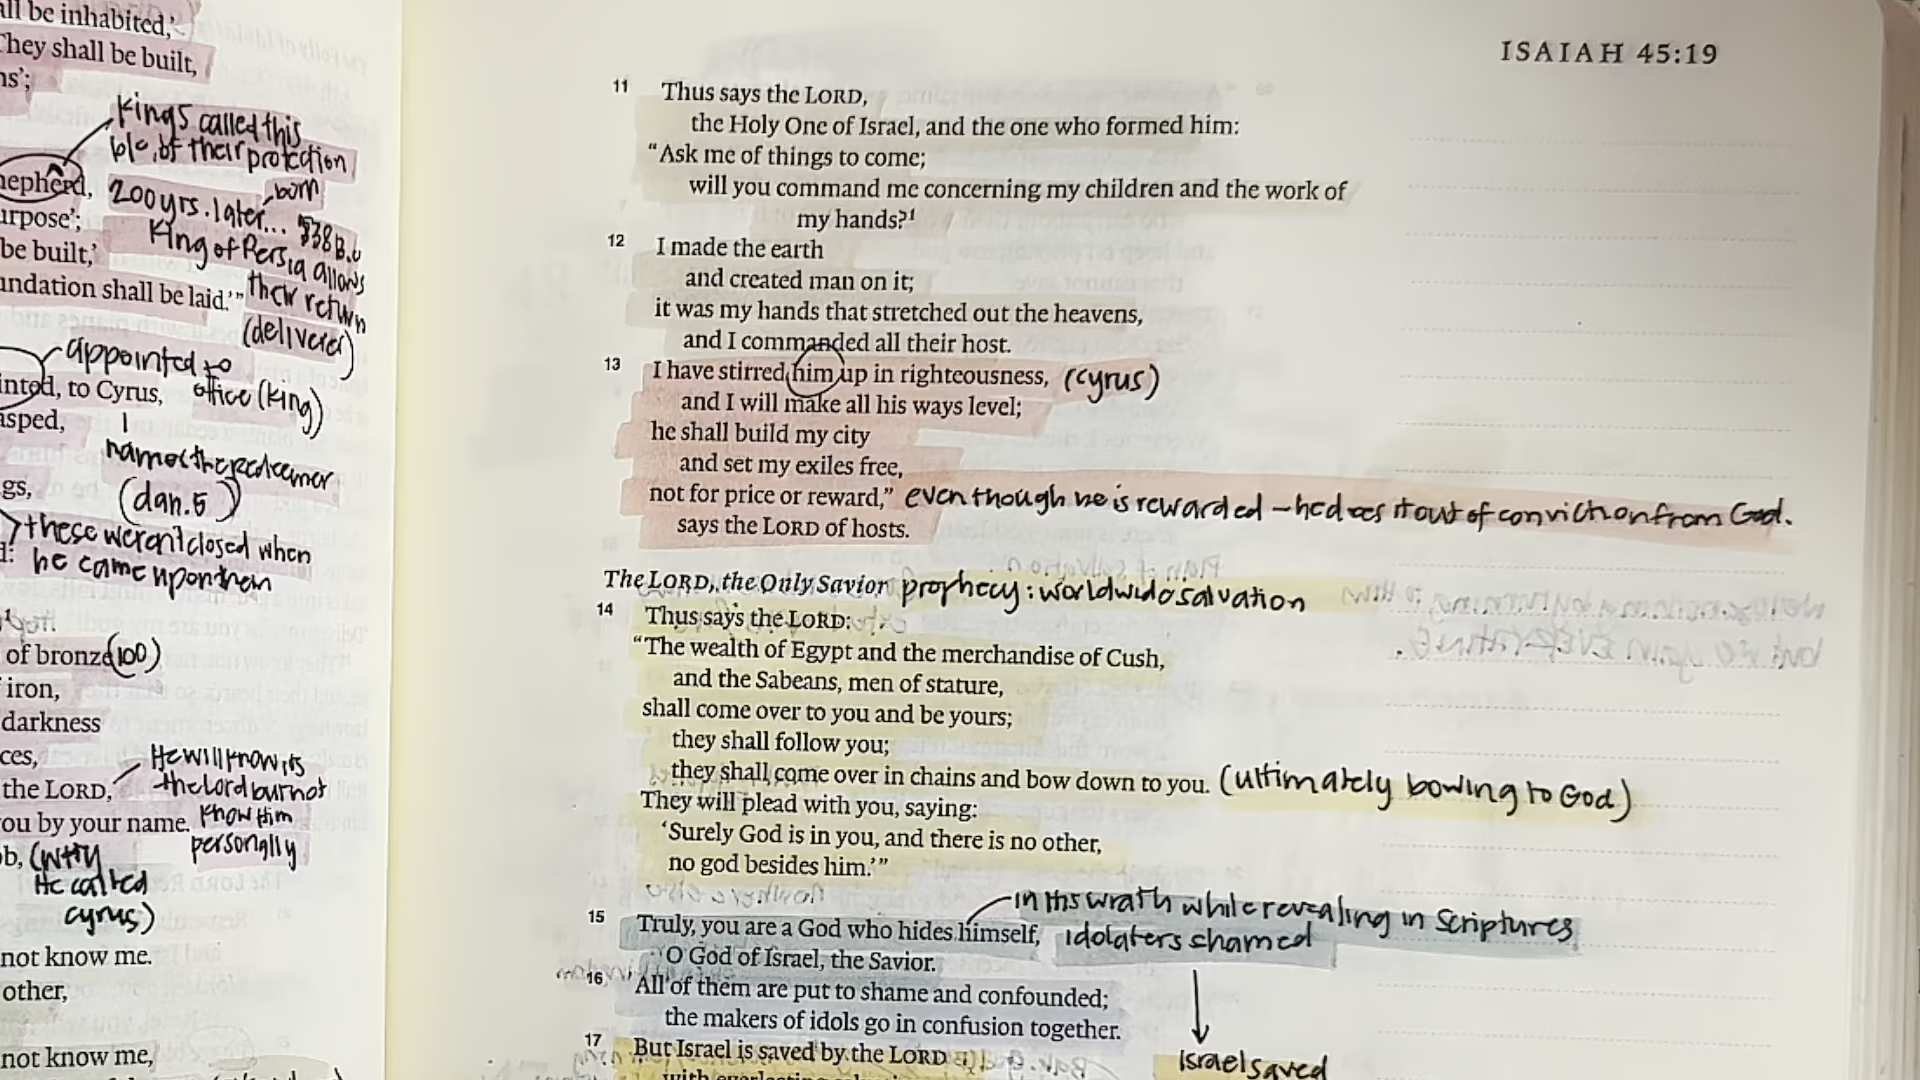 all be inhabited,’
They shall be built,
ns’;
Kings called this
b/c of their protection
hepherd, 200 yrs. later... born
urpose’; 538 B.C
King of Persia allows
be built,’
their return
undation shall be laid.’”
(deliverer)
appointed to
office (king)
inted, to Cyrus,
asped,
names the redeemer
(dan. 5)
gs,
these weren't closed when
he came upon them
of bronze (100)
iron,
darkness
ces,
He will know its
the LORD, the Lord but not
know Him
personally
ou by your name.
ob, (why
He called
cyrus)
not know me.
other,
not know me,
ISAIAH 45:19
11 Thus says the LORD,
the Holy One of Israel, and the one who formed him:
“Ask me of things to come;
will you command me concerning my children and the work of
my hands?¹
12 I made the earth
and created man on it;
it was my hands that stretched out the heavens,
and I commanded all their host.
13 I have stirred him up in righteousness, (cyrus)
and I will make all his ways level;
he shall build my city
and set my exiles free,
not for price or reward,” even though he is rewarded – he does it out of conviction from God.
says the LORD of hosts.
The LORD, the Only Savior prophecy: worldwide salvation
14 Thus says the LORD:
“The wealth of Egypt and the merchandise of Cush,
and the Sabeans, men of stature,
shall come over to you and be yours;
they shall follow you;
they shall come over in chains and bow down to you. (ultimately bowing to God)
They will plead with you, saying:
‘Surely God is in you, and there is no other,
no god besides him.’”
in His wrath while revealing in Scriptures
15 Truly, you are a God who hides himself, idolaters shamed
O God of Israel, the Savior.
16 All of them are put to shame and confounded;
the makers of idols go in confusion together.
17 But Israel is saved by the LORD
Israel saved